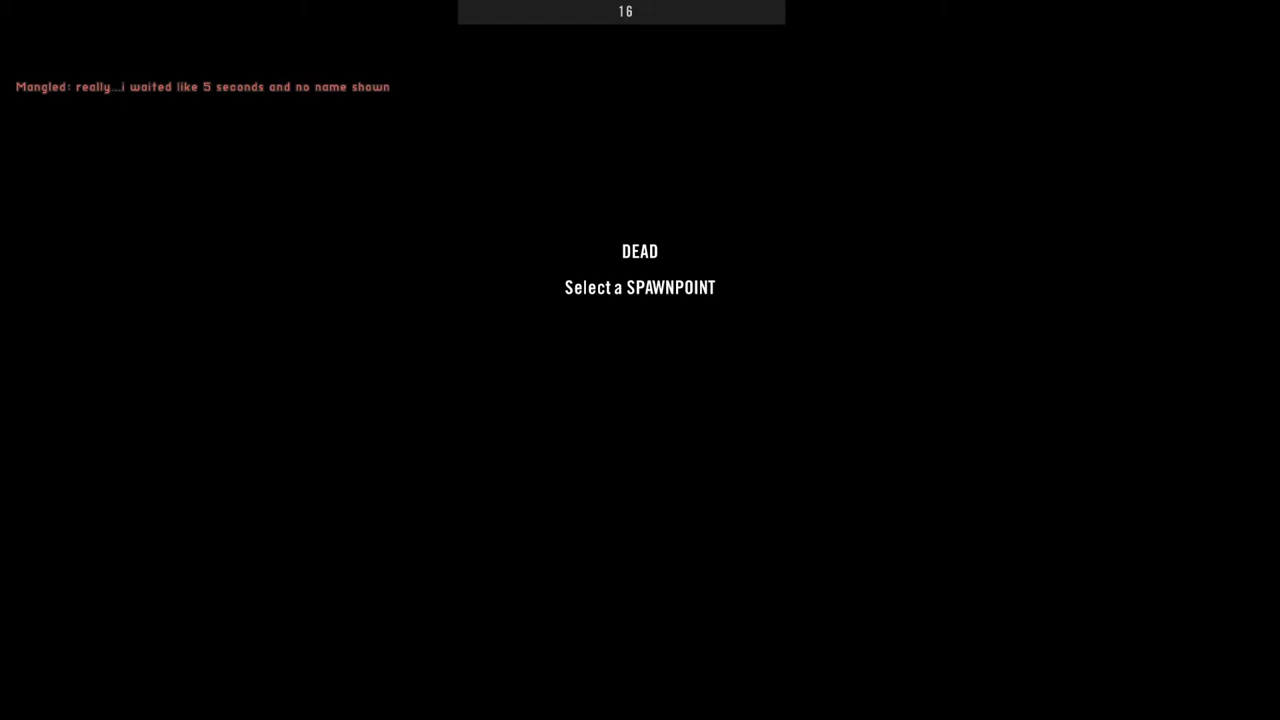 16
Mangled: really...i waited like 5 seconds and no name shown
DEAD
Select a SPAWNPOINT